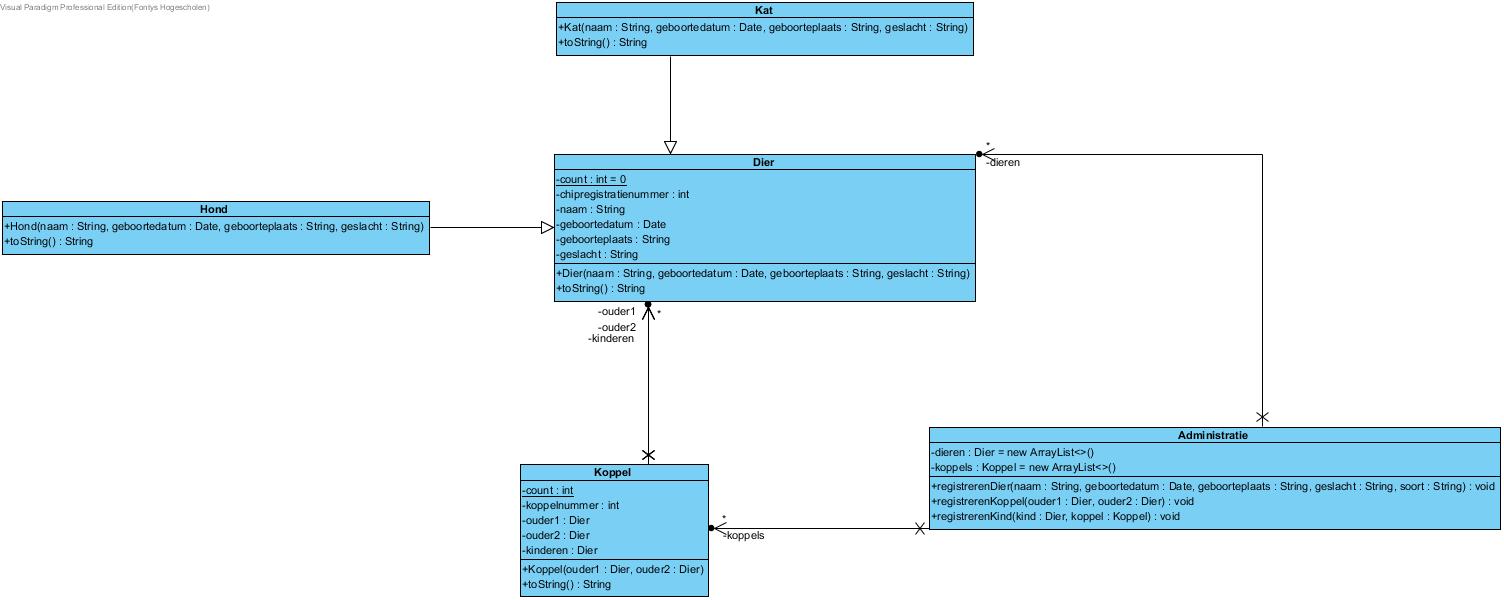 Visual Paradigm Professional Edition(Fontys Hogescholen)
Kat
+Kat(naam : String, geboortedatum : Date, geboorteplaats : String, geslacht : String)
+toString() : String
*
-dieren
Dier
-count : int = 0
-chipregistratienummer : int
-naam : String
-geboortedatum : Date
-geboorteplaats : String
-geslacht : String
+Dier(naam : String, geboortedatum : Date, geboorteplaats : String, geslacht : String)
+toString() : String
Hond
+Hond(naam : String, geboortedatum : Date, geboorteplaats : String, geslacht : String)
+toString() : String
-ouder1
*
-ouder2
-kinderen
Administratie
-dieren : Dier = new ArrayList<>()
-koppels : Koppel = new ArrayList<>()
+registrerenDier(naam : String, geboortedatum : Date, geboorteplaats : String, geslacht : String, soort : String) : void
+registrerenKoppel(ouder1 : Dier, ouder2 : Dier) : void
+registrerenKind(kind : Dier, koppel : Koppel) : void
Koppel
-count : int
-koppelnummer : int
-ouder1 : Dier
-ouder2 : Dier
-kinderen : Dier
+Koppel(ouder1 : Dier, ouder2 : Dier)
+toString() : String
*
-koppels